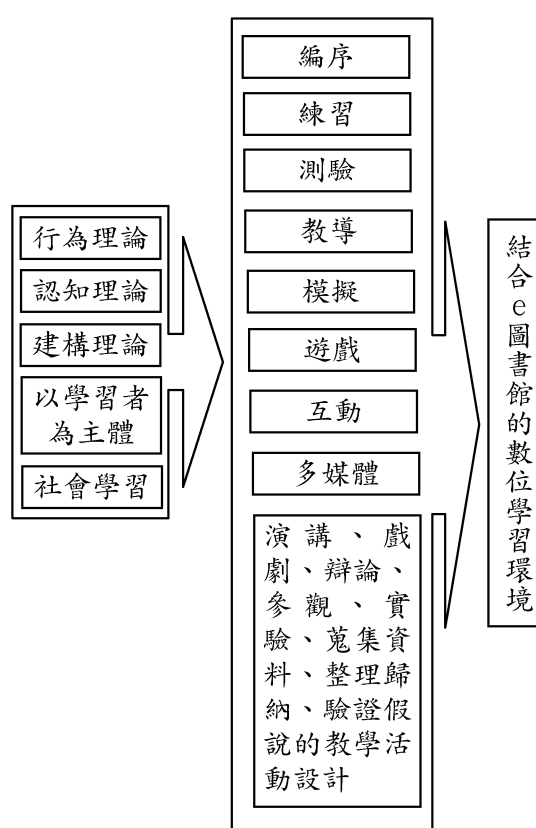 行為理論
認知理論
建構理論
以學習者
為主體
社會學習
編序
練習
測驗
教導
模擬
遊戲
互動
多媒體
演講、戲
劇、辯論、
參觀、實
驗、蒐集資
料、整理歸
納、驗證假
說的教學活
動設計
結合e圖書館的數位學習環境